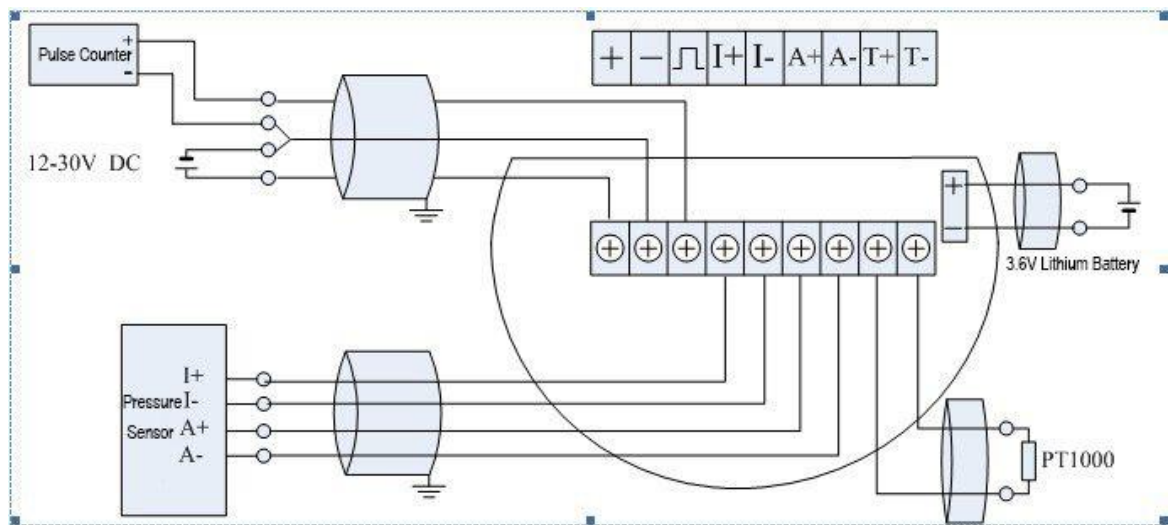 Pulse Counter
+
-
+ − ⎍ I+ I- A+ A- T+ T-
12-30V DC
+
−
3.6V Lithium Battery
I+
Pressure I-
Sensor A+
A-
PT1000